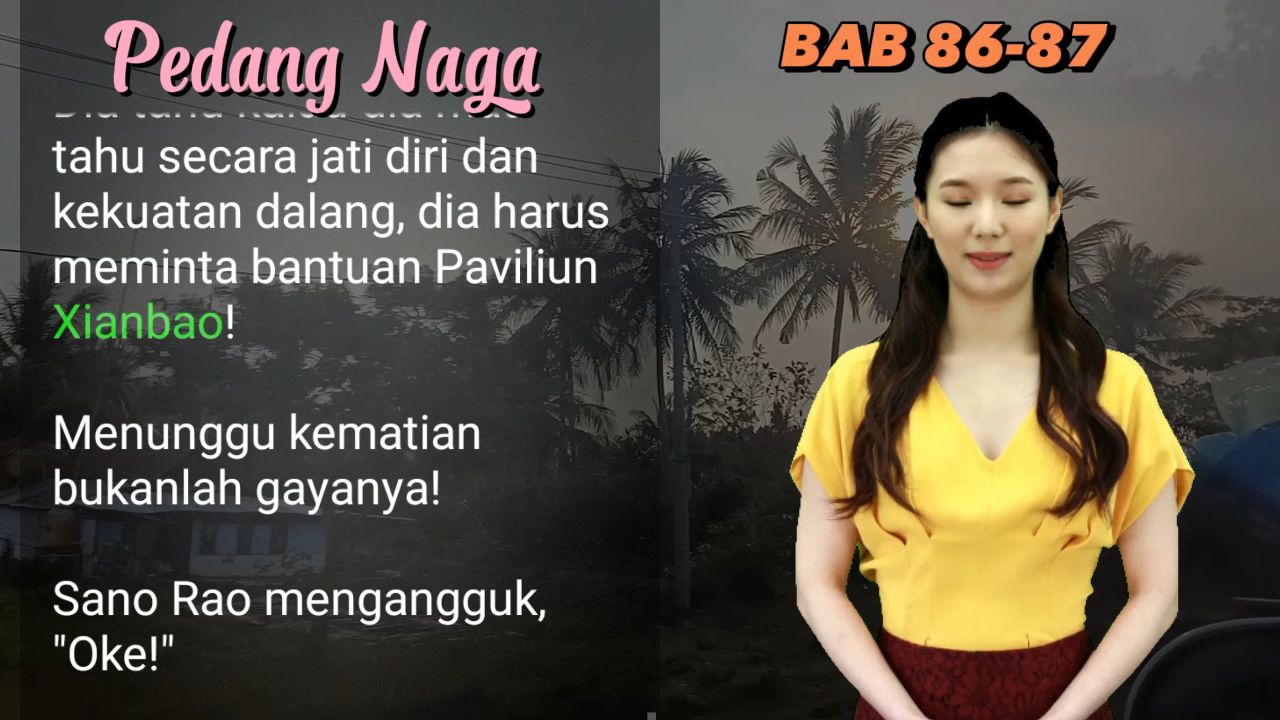 Pedang Naga
BAB 86-87
tahu secara jati diri dan
kekuatan dalang, dia harus
meminta bantuan Paviliun
Xianbao!
Menunggu kematian
bukanlah gayanya!
Sano Rao mengangguk,
"Oke!"